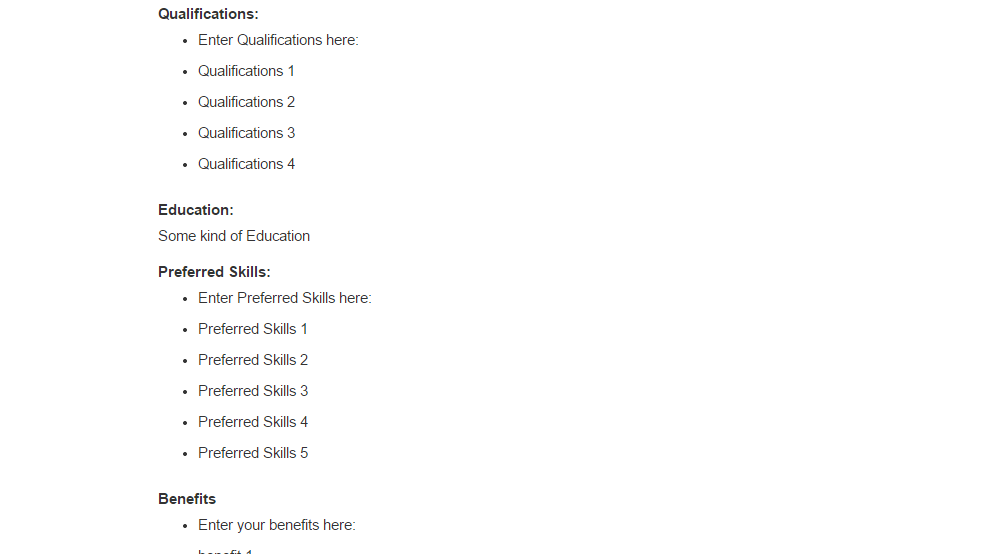 Qualifications:
• Enter Qualifications here:
• Qualifications 1
• Qualifications 2
• Qualifications 3
• Qualifications 4
Education:
Some kind of Education
Preferred Skills:
• Enter Preferred Skills here:
• Preferred Skills 1
• Preferred Skills 2
• Preferred Skills 3
• Preferred Skills 4
• Preferred Skills 5
Benefits
• Enter your benefits here:
benefit 1